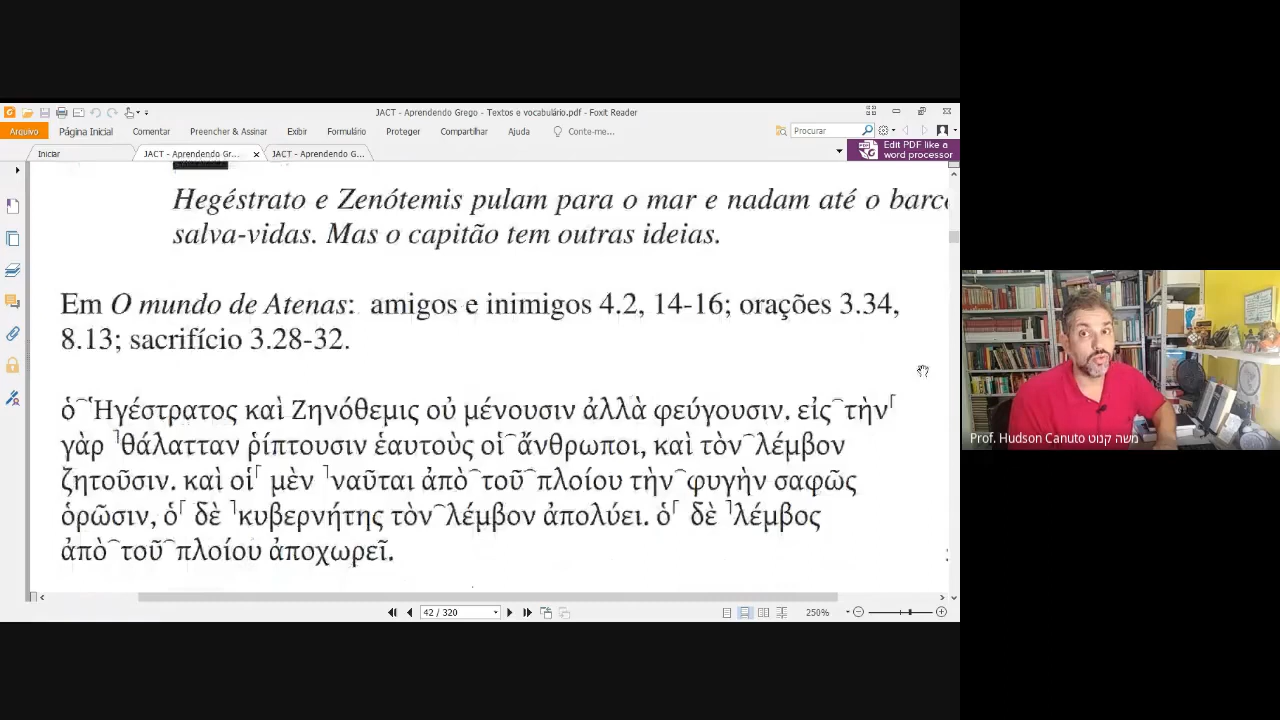 JACT - Aprendendo Grego - Textos e vocabulário.pdf - Foxit Reader
Arquivo Página Inicial Comentar Preencher & Assinar Exibir Formulário Proteger Compartilhar Ajuda Conte-me... Procurar
Iniciar JACT - Aprendendo Gr... JACT - Aprendendo G... Edit PDF like a
word processor
Hegéstrato e Zenótemis pulam para o mar e nadam até o barco
salva-vidas. Mas o capitão tem outras ideias.
Em O mundo de Atenas: amigos e inimigos 4.2, 14-16; orações 3.34,
8.13; sacrifício 3.28-32.
ὁ⁀Ἡγέστρατος καὶ Ζηνόθεμις οὐ μένουσιν ἀλλὰ φεύγουσιν. εἰς⁀τὴν⸢
γὰρ ⸣θάλατταν ῥίπτουσιν ἑαυτοὺς οἱ⁀ἄνθρωποι, καὶ τὸν⁀λέμβον
ζητοῦσιν. καὶ οἱ⸢ μὲν ⸣ναῦται ἀπὸ⁀τοῦ⁀πλοίου τὴν⁀φυγὴν σαφῶς
ὁρῶσιν, ὁ⸢ δὲ ⸣κυβερνήτης τὸν⁀λέμβον ἀπολύει. ὁ⸢ δὲ ⸣λέμβος
ἀπὸ⁀τοῦ⁀πλοίου ἀποχωρεῖ.
42 / 320 250%
Prof. Hudson Canuto משה קנוט